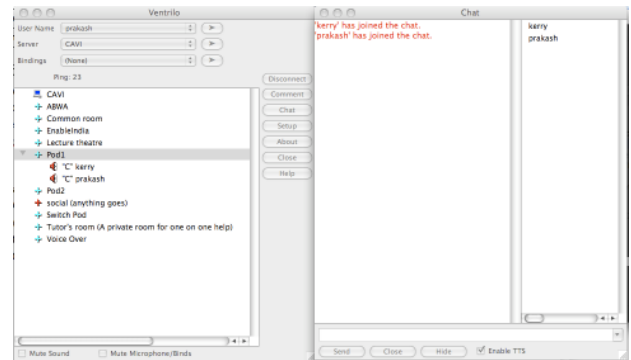 Ventrilo
User Name prakash
Server CAVI
Bindings (None)
Ping: 23
CAVI
ABWA
Common room
EnableIndia
Lecture theatre
Pod1
"C" kerry
"C" prakash
Pod2
social (anything goes)
Switch Pod
Tutor's room (A private room for one on one help)
Voice Over
Disconnect
Comment
Chat
Setup
About
Close
Help
Mute Sound
Mute Microphone/Binds
Chat
'kerry' has joined the chat.
'prakash' has joined the chat.
kerry
prakash
Send
Close
Hide
Enable TTS